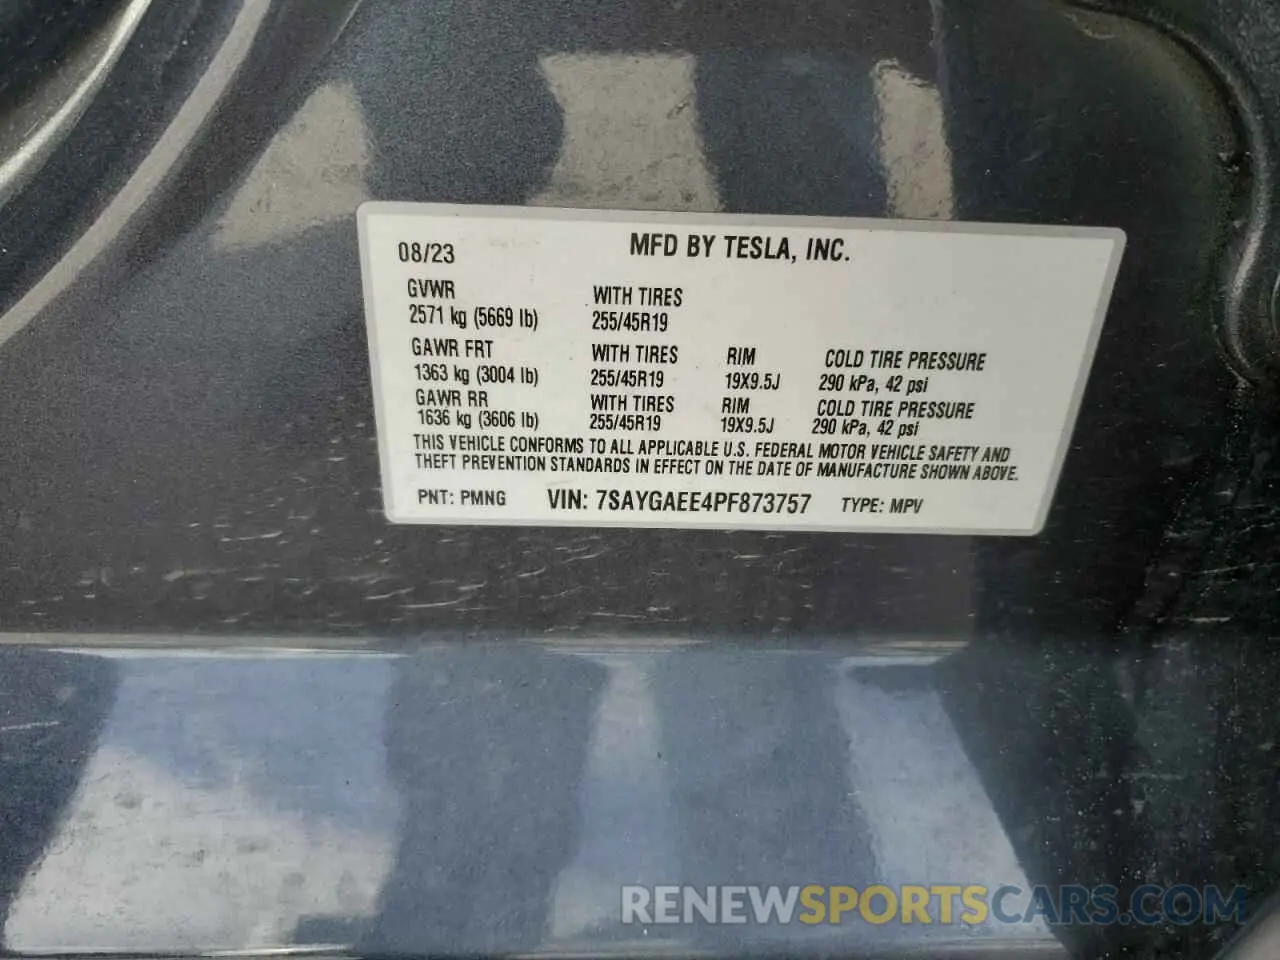 08/23 MFD BY TESLA, INC.
GVWR WITH TIRES
2571 kg (5669 lb) 255/45R19
GAWR FRT WITH TIRES RIM COLD TIRE PRESSURE
1363 kg (3004 lb) 255/45R19 19X9.5J 290 kPa, 42 psi
GAWR RR WITH TIRES RIM COLD TIRE PRESSURE
1636 kg (3606 lb) 255/45R19 19X9.5J 290 kPa, 42 psi
THIS VEHICLE CONFORMS TO ALL APPLICABLE U.S. FEDERAL MOTOR VEHICLE SAFETY AND
THEFT PREVENTION STANDARDS IN EFFECT ON THE DATE OF MANUFACTURE SHOWN ABOVE.
PNT: PMNG VIN: 7SAYGAEE4PF873757 TYPE: MPV
RENEWSPORTSCARS.COM